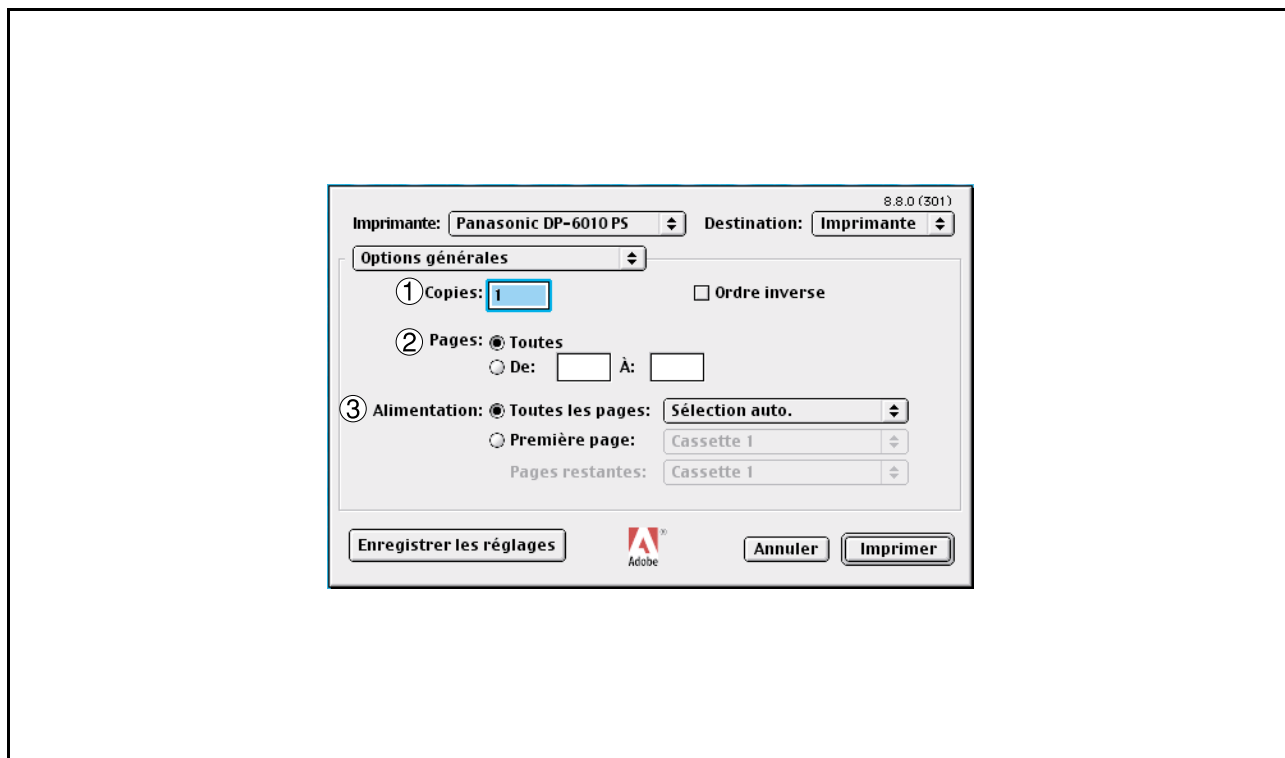 8.8.0 (301)
Imprimante: Panasonic DP-6010 PS Destination: Imprimante
Options générales
① Copies: 1 Ordre inverse
② Pages: Toutes
De: À:
③ Alimentation: Toutes les pages: Sélection auto.
Première page: Cassette 1
Pages restantes: Cassette 1
Enregistrer les réglages Adobe ® Annuler Imprimer